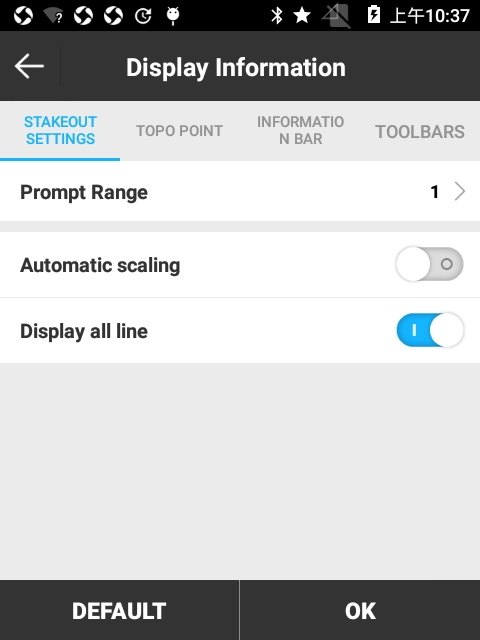 上午10:37
Display Information
STAKEOUT
SETTINGS
TOPO POINT
INFORMATIO
N BAR
TOOLBARS
Prompt Range
1
Automatic scaling
Display all line
DEFAULT
OK